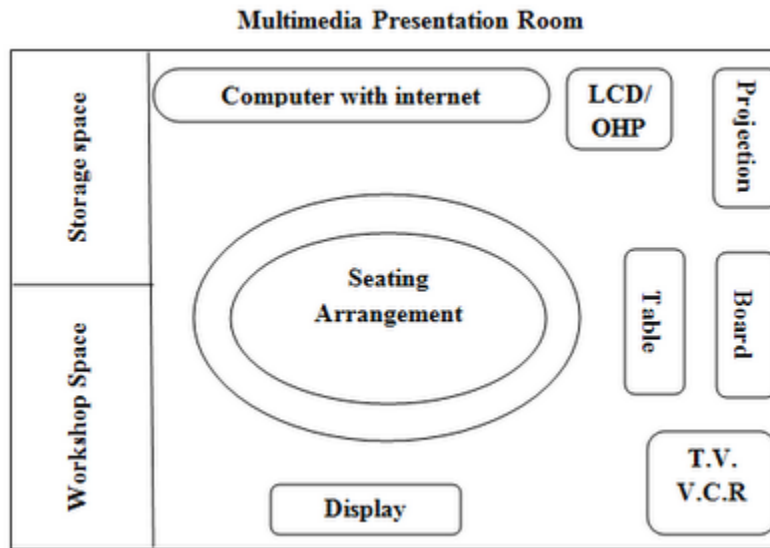 Multimedia Presentation Room
Storage space
Computer with internet
LCD/
OHP
Projection
Seating
Arrangement
Table
Board
Workshop Space
Display
T.V.
V.C.R